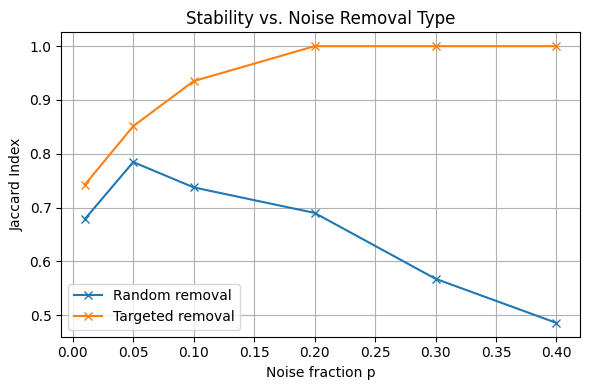 Stability vs. Noise Removal Type
Jaccard Index
1.0
0.9
0.8
0.7
0.6
0.5
Random removal
Targeted removal
0.00 0.05 0.10 0.15 0.20 0.25 0.30 0.35 0.40
Noise fraction p